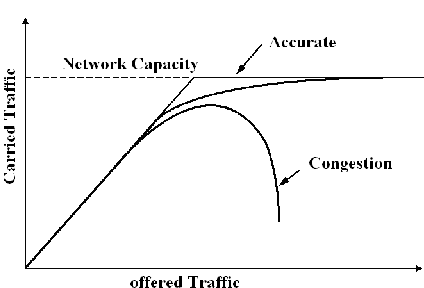 Accurate
Network Capacity
Carried Traffic
Congestion
offered Traffic